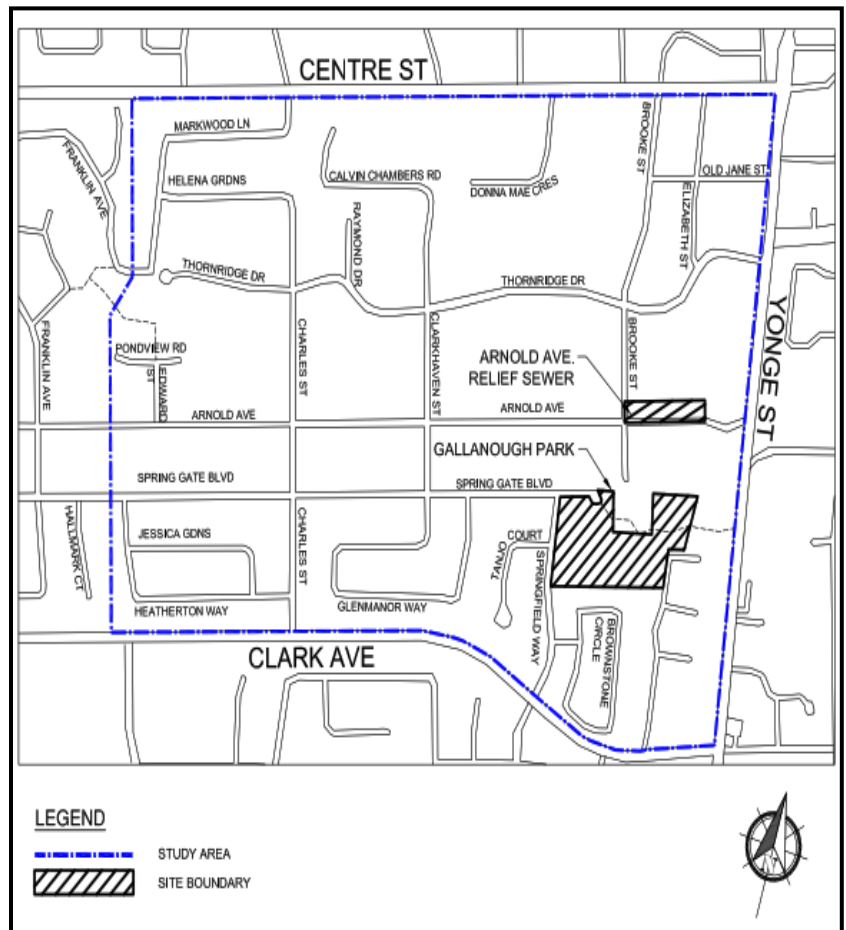 CENTRE ST
MARKWOOD LN
FRANKLIN AVE
HELENA GRDNS
CALVIN CHAMBERS RD
DONNA MAE CRES
BROOKE ST
OLD JANE ST
ELIZABETH ST
RAYMOND DR
THORNRIDGE DR
THORNRIDGE DR
YONGE ST
FRANKLIN AVE
PONDVIEW RD
EDWARD
ST
CHARLES ST
CLARKHAVEN ST
BROOKE ST
ARNOLD AVE.
RELIEF SEWER
ARNOLD AVE
ARNOLD AVE
GALLANOUGH PARK
SPRING GATE BLVD
SPRING GATE BLVD
HALLMARK CT
JESSICA GDNS
CHARLES ST
COURT
TANJO
SPRINGFIELD WAY
HEATHERTON WAY
GLENMANOR WAY
BROWNSTONE
CIRCLE
CLARK AVE
LEGEND
STUDY AREA
SITE BOUNDARY